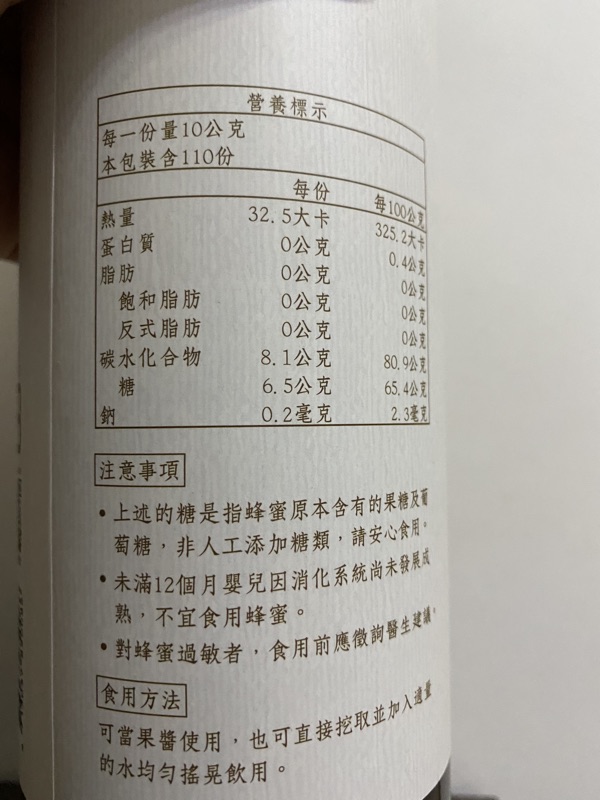 營養標示
每一份量10公克
本包裝含110份
每份 每100公克
熱量 32.5大卡 325.2大卡
蛋白質 0公克 0.4公克
脂肪 0公克 0公克
飽和脂肪 0公克 0公克
反式脂肪 0公克 0公克
碳水化合物 8.1公克 80.9公克
糖 6.5公克 65.4公克
鈉 0.2毫克 2.3毫克
注意事項
•上述的糖是指蜂蜜原本含有的果糖及葡
萄糖，非人工添加糖類，請安心食用。
•未滿12個月嬰兒因消化系統尚未發展成
熟，不宜食用蜂蜜。
•對蜂蜜過敏者，食用前應徵詢醫生建議。
食用方法
可當果醬使用，也可直接挖取並加入適量
的水均勻搖晃飲用。